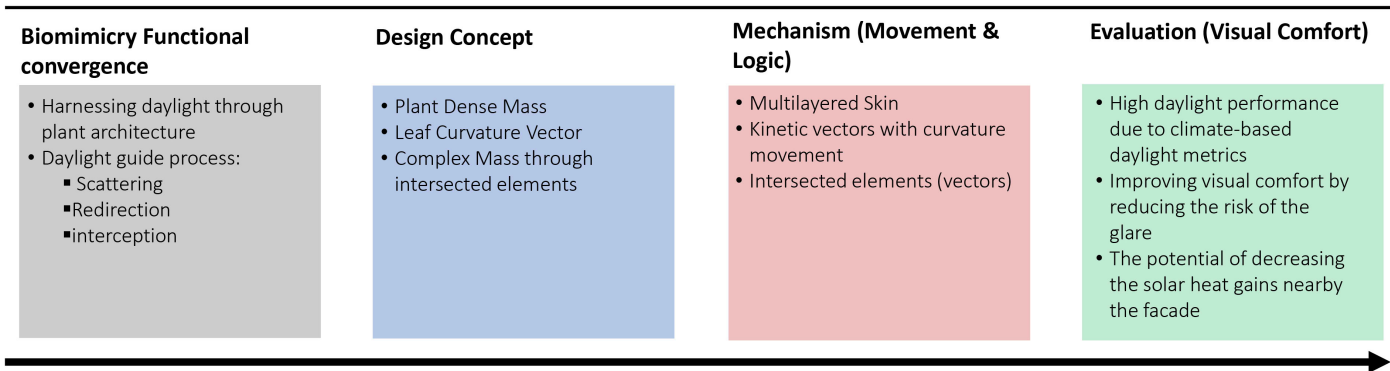 Biomimicry Functional
convergence
• Harnessing daylight through
plant architecture
• Daylight guide process:
▪ Scattering
▪Redirection
▪interception
Design Concept
• Plant Dense Mass
• Leaf Curvature Vector
• Complex Mass through
intersected elements
Mechanism (Movement &
Logic)
• Multilayered Skin
• Kinetic vectors with curvature
movement
• Intersected elements (vectors)
Evaluation (Visual Comfort)
• High daylight performance
due to climate-based
daylight metrics
• Improving visual comfort by
reducing the risk of the
glare
• The potential of decreasing
the solar heat gains nearby
the facade